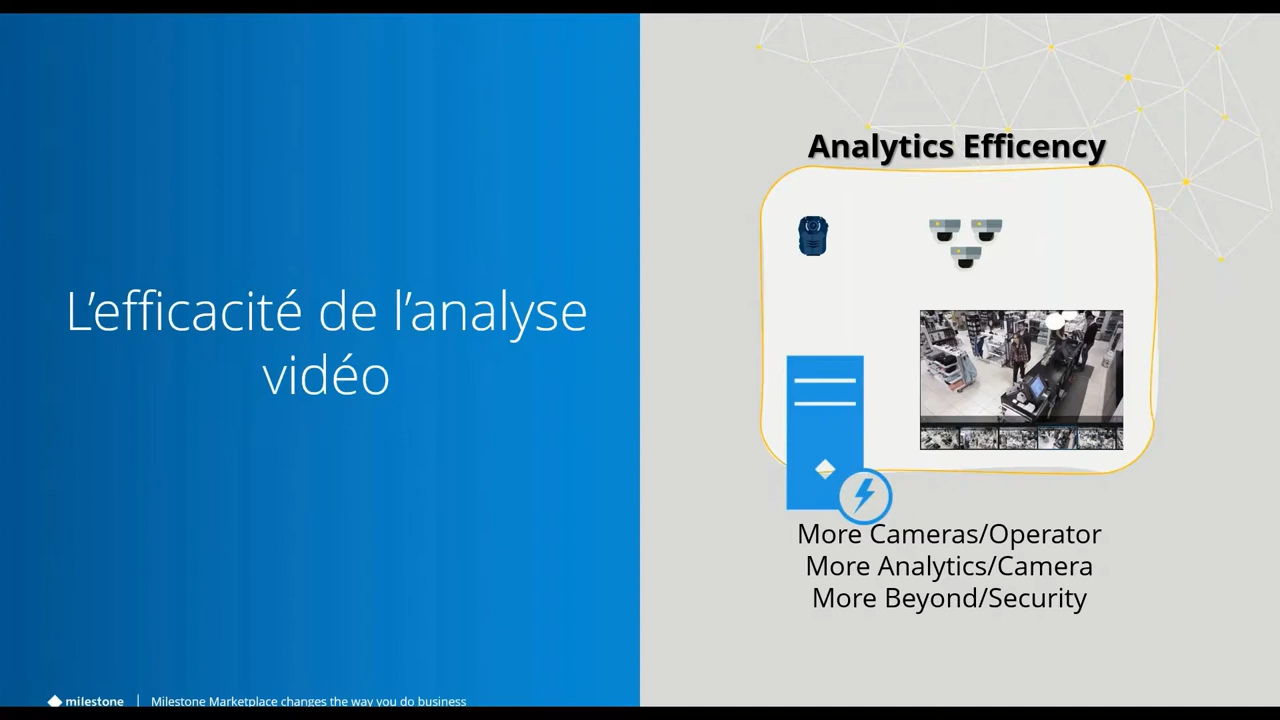 L'efficacité de l'analyse
vidéo
Analytics Efficency
More Cameras/Operator
More Analytics/Camera
More Beyond/Security
milestone | Milestone Marketplace changes the way you do business